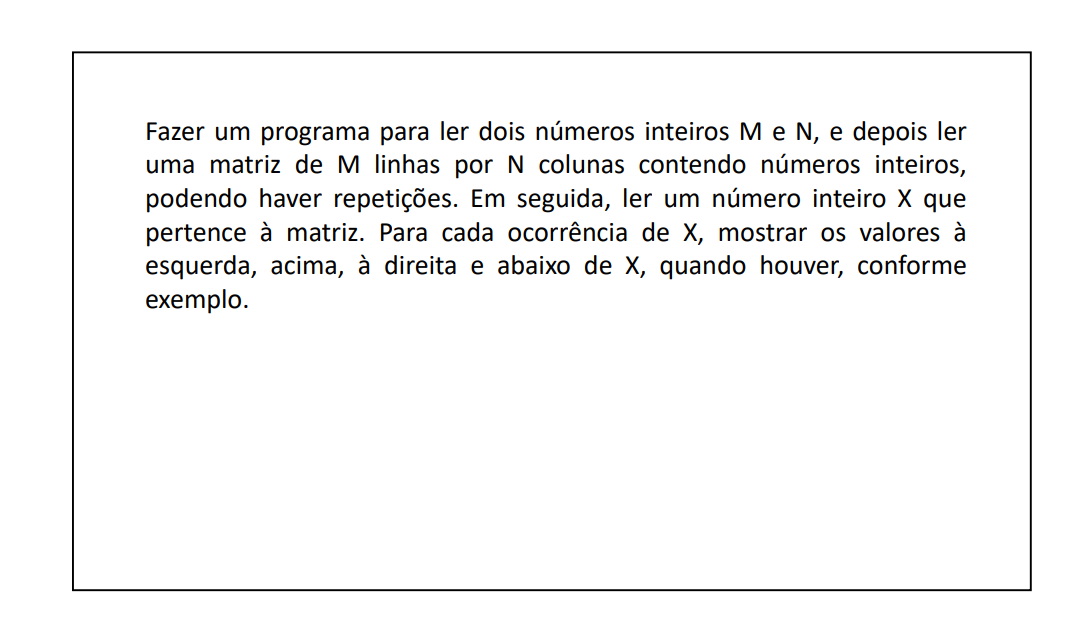 Fazer um programa para ler dois números inteiros M e N, e depois ler
uma matriz de M linhas por N colunas contendo números inteiros,
podendo haver repetições. Em seguida, ler um número inteiro X que
pertence à matriz. Para cada ocorrência de X, mostrar os valores à
esquerda, acima, à direita e abaixo de X, quando houver, conforme
exemplo.